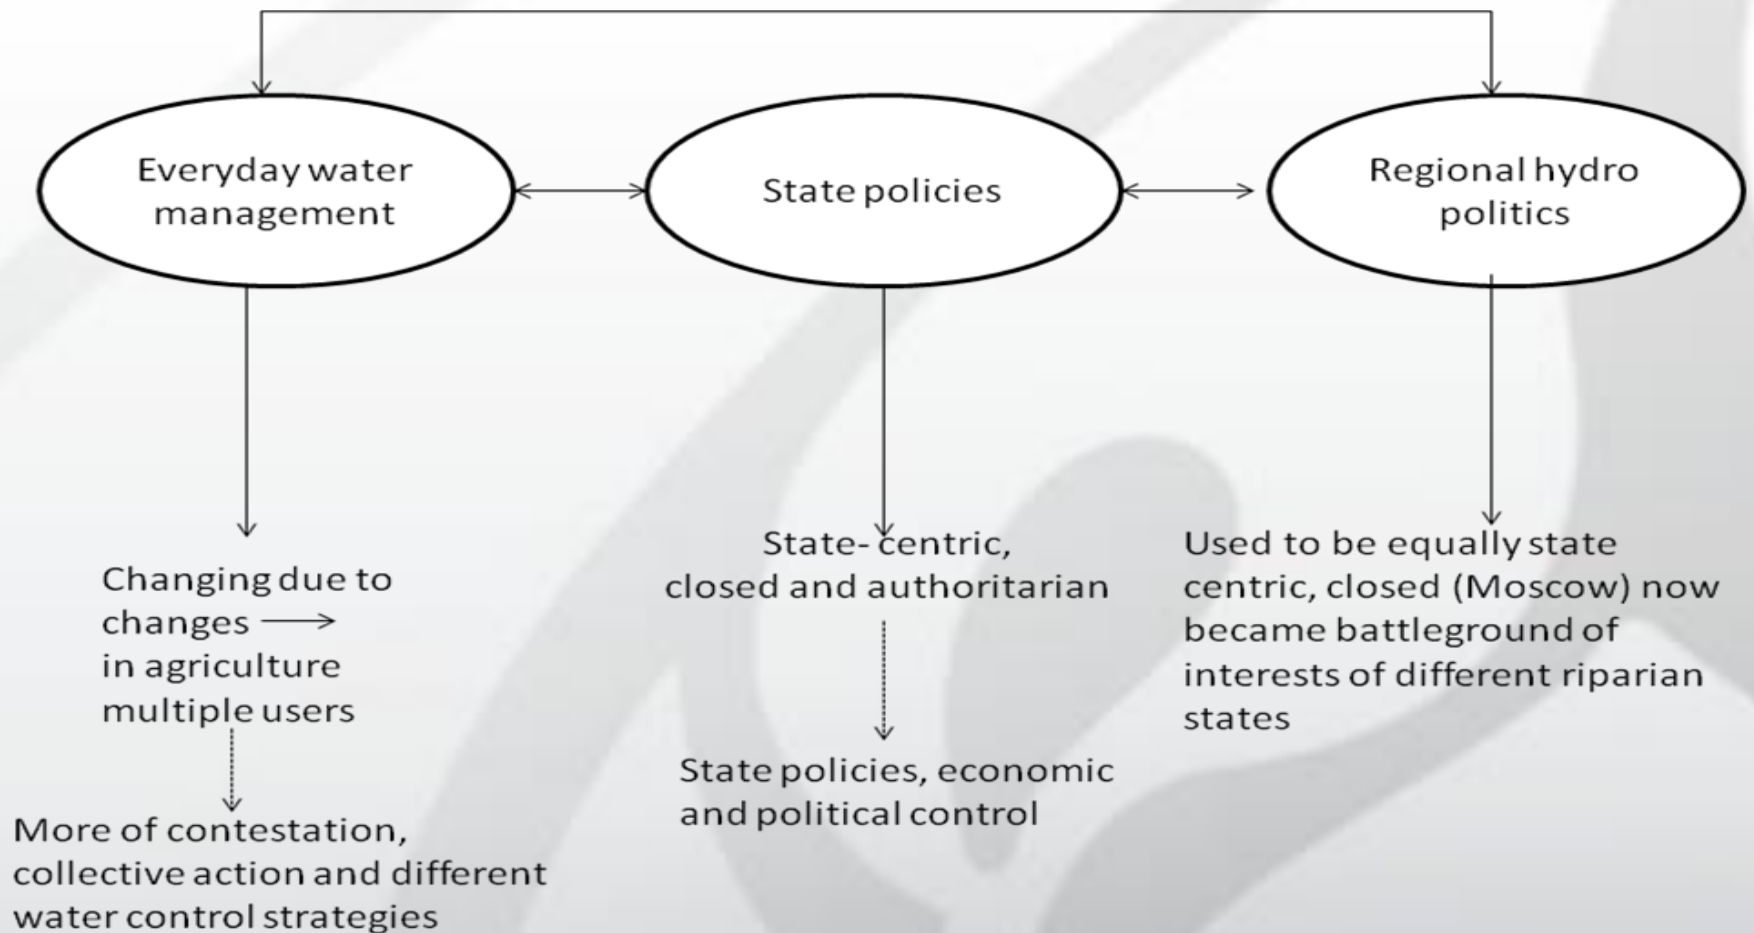 Everyday water
management
State policies
Regional hydro
politics
Changing due to
changes
in agriculture
multiple users
More of contestation,
collective action and different
water control strategies
State- centric,
closed and authoritarian
State policies, economic
and political control
Used to be equally state
centric, closed (Moscow) now
became battleground of
interests of different riparian
states